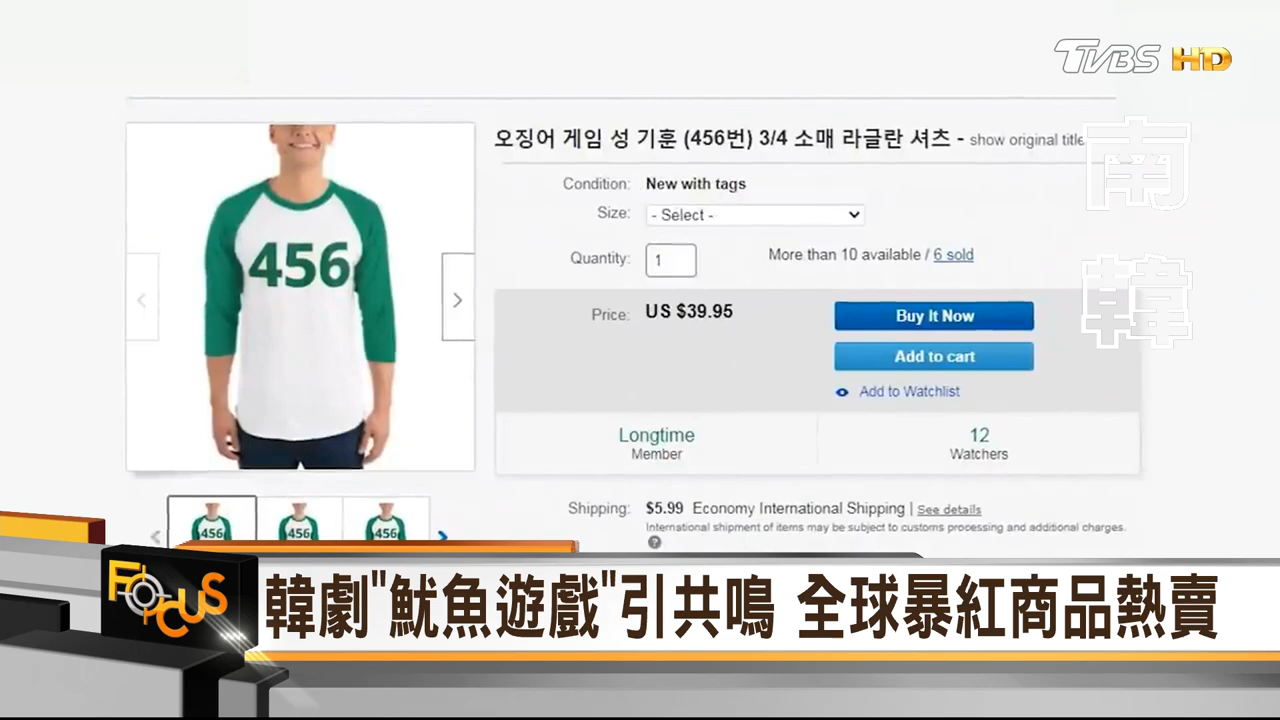 TVBS HD
南韓
오징어 게임 성 기훈 (456번) 3/4 소매 라글란 셔츠 - show original title
456
Condition: New with tags
Size: - Select -
Quantity: 1
More than 10 available / 6 sold
Price: US $39.95
Buy It Now
Add to cart
Add to Watchlist
Longtime
Member
12
Watchers
456
456
456
Shipping: $5.99 Economy International Shipping | See details
International shipment of items may be subject to customs processing and additional charges.
FOCUS
韓劇"魷魚遊戲"引共鳴 全球暴紅商品熱賣